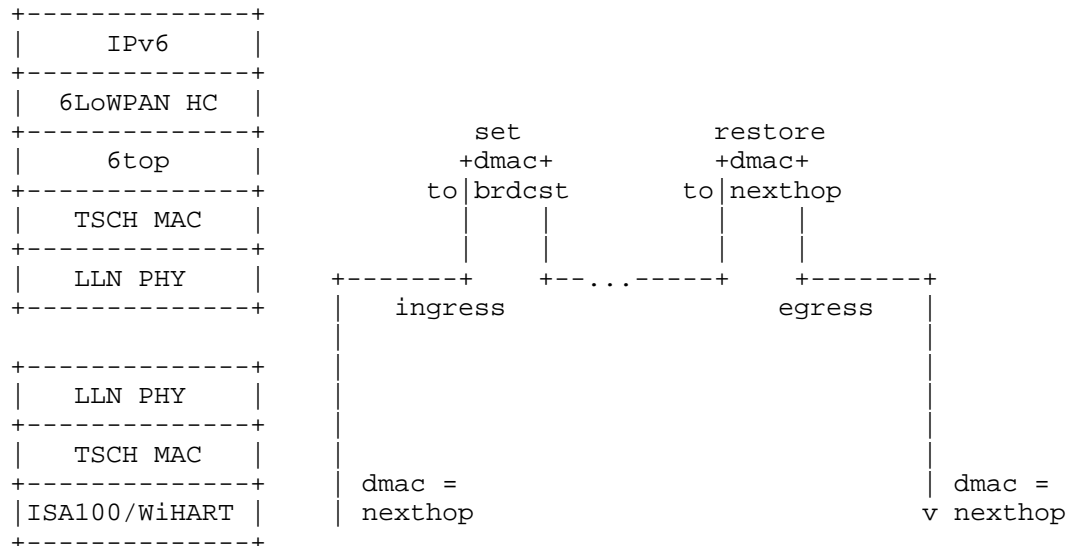 +--------------+
|     IPv6     |
+--------------+
|  6LoWPAN HC  |
+--------------+             set            restore
|     6top     |            +dmac+          +dmac+
+--------------+          to|brdcst       to|nexthop
|   TSCH MAC   |            |    |          |    |
+--------------+            |    |          |    |
|   LLN PHY    |    +-------+    +--...-----+    +-------+
+--------------+    |   ingress                 egress   |
                    |                                    |
+--------------+    |                                    |
|   LLN PHY    |    |                                    |
+--------------+    |                                    |
|   TSCH MAC   |    |                                    |
+--------------+    | dmac =                             | dmac =
|ISA100/WiHART |    | nexthop                            v nexthop
+--------------+